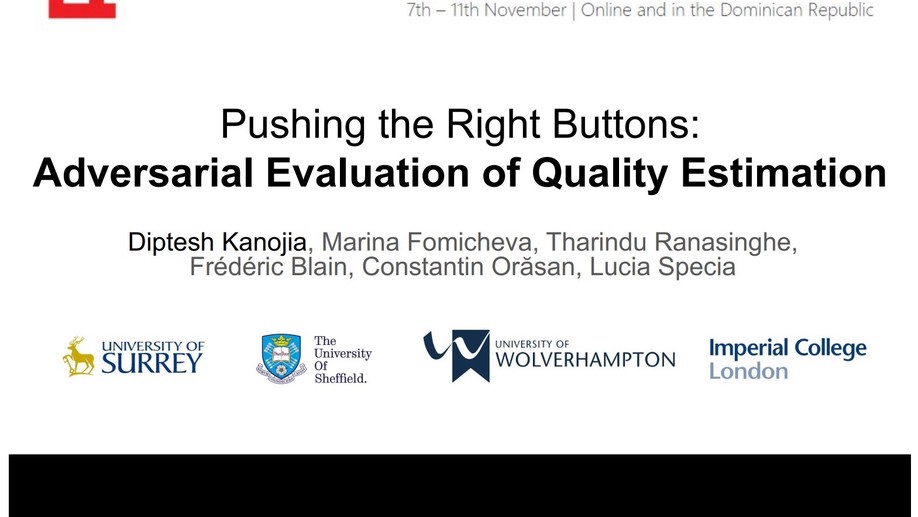 7th – 11th November | Online and in the Dominican Republic
Pushing the Right Buttons:
Adversarial Evaluation of Quality Estimation
Diptesh Kanojia, Marina Fomicheva, Tharindu Ranasinghe,
Frédéric Blain, Constantin Orăsan, Lucia Specia
UNIVERSITY OF
SURREY
The
University
Of
Sheffield.
UNIVERSITY OF
WOLVERHAMPTON
Imperial College
London